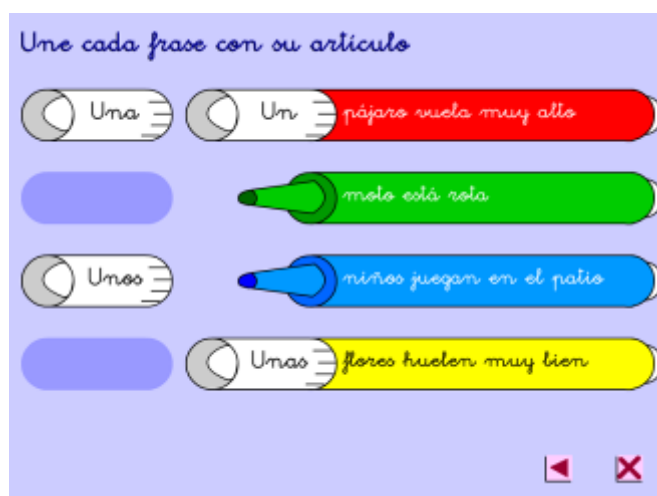 Une cada frase con su artículo
Una Un pájaro vuela muy alto
moto está rota
Unos niños juegan en el patio
Unas flores huelen muy bien